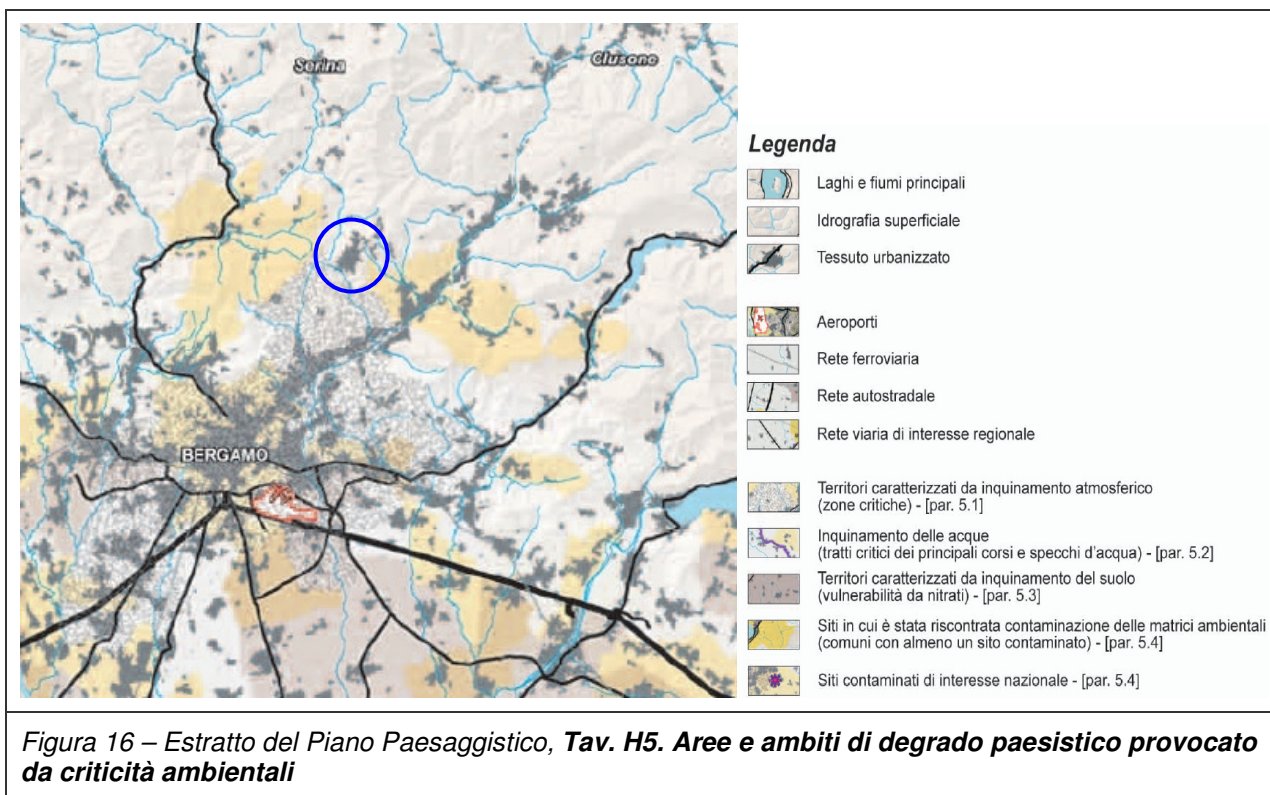 Serina
Clusone
BERGAMO
Legenda
Laghi e fiumi principali
Idrografia superficiale
Tessuto urbanizzato
Aeroporti
Rete ferroviaria
Rete autostradale
Rete viaria di interesse regionale
Territori caratterizzati da inquinamento atmosferico
(zone critiche) - [par. 5.1]
Inquinamento delle acque
(tratti critici dei principali corsi e specchi d'acqua) - [par. 5.2]
Territori caratterizzati da inquinamento del suolo
(vulnerabilità da nitrati) - [par. 5.3]
Siti in cui è stata riscontrata contaminazione delle matrici ambientali
(comuni con almeno un sito contaminato) - [par. 5.4]
Siti contaminati di interesse nazionale - [par. 5.4]
Figura 16 – Estratto del Piano Paesaggistico, Tav. H5. Aree e ambiti di degrado paesistico provocato
da criticità ambientali